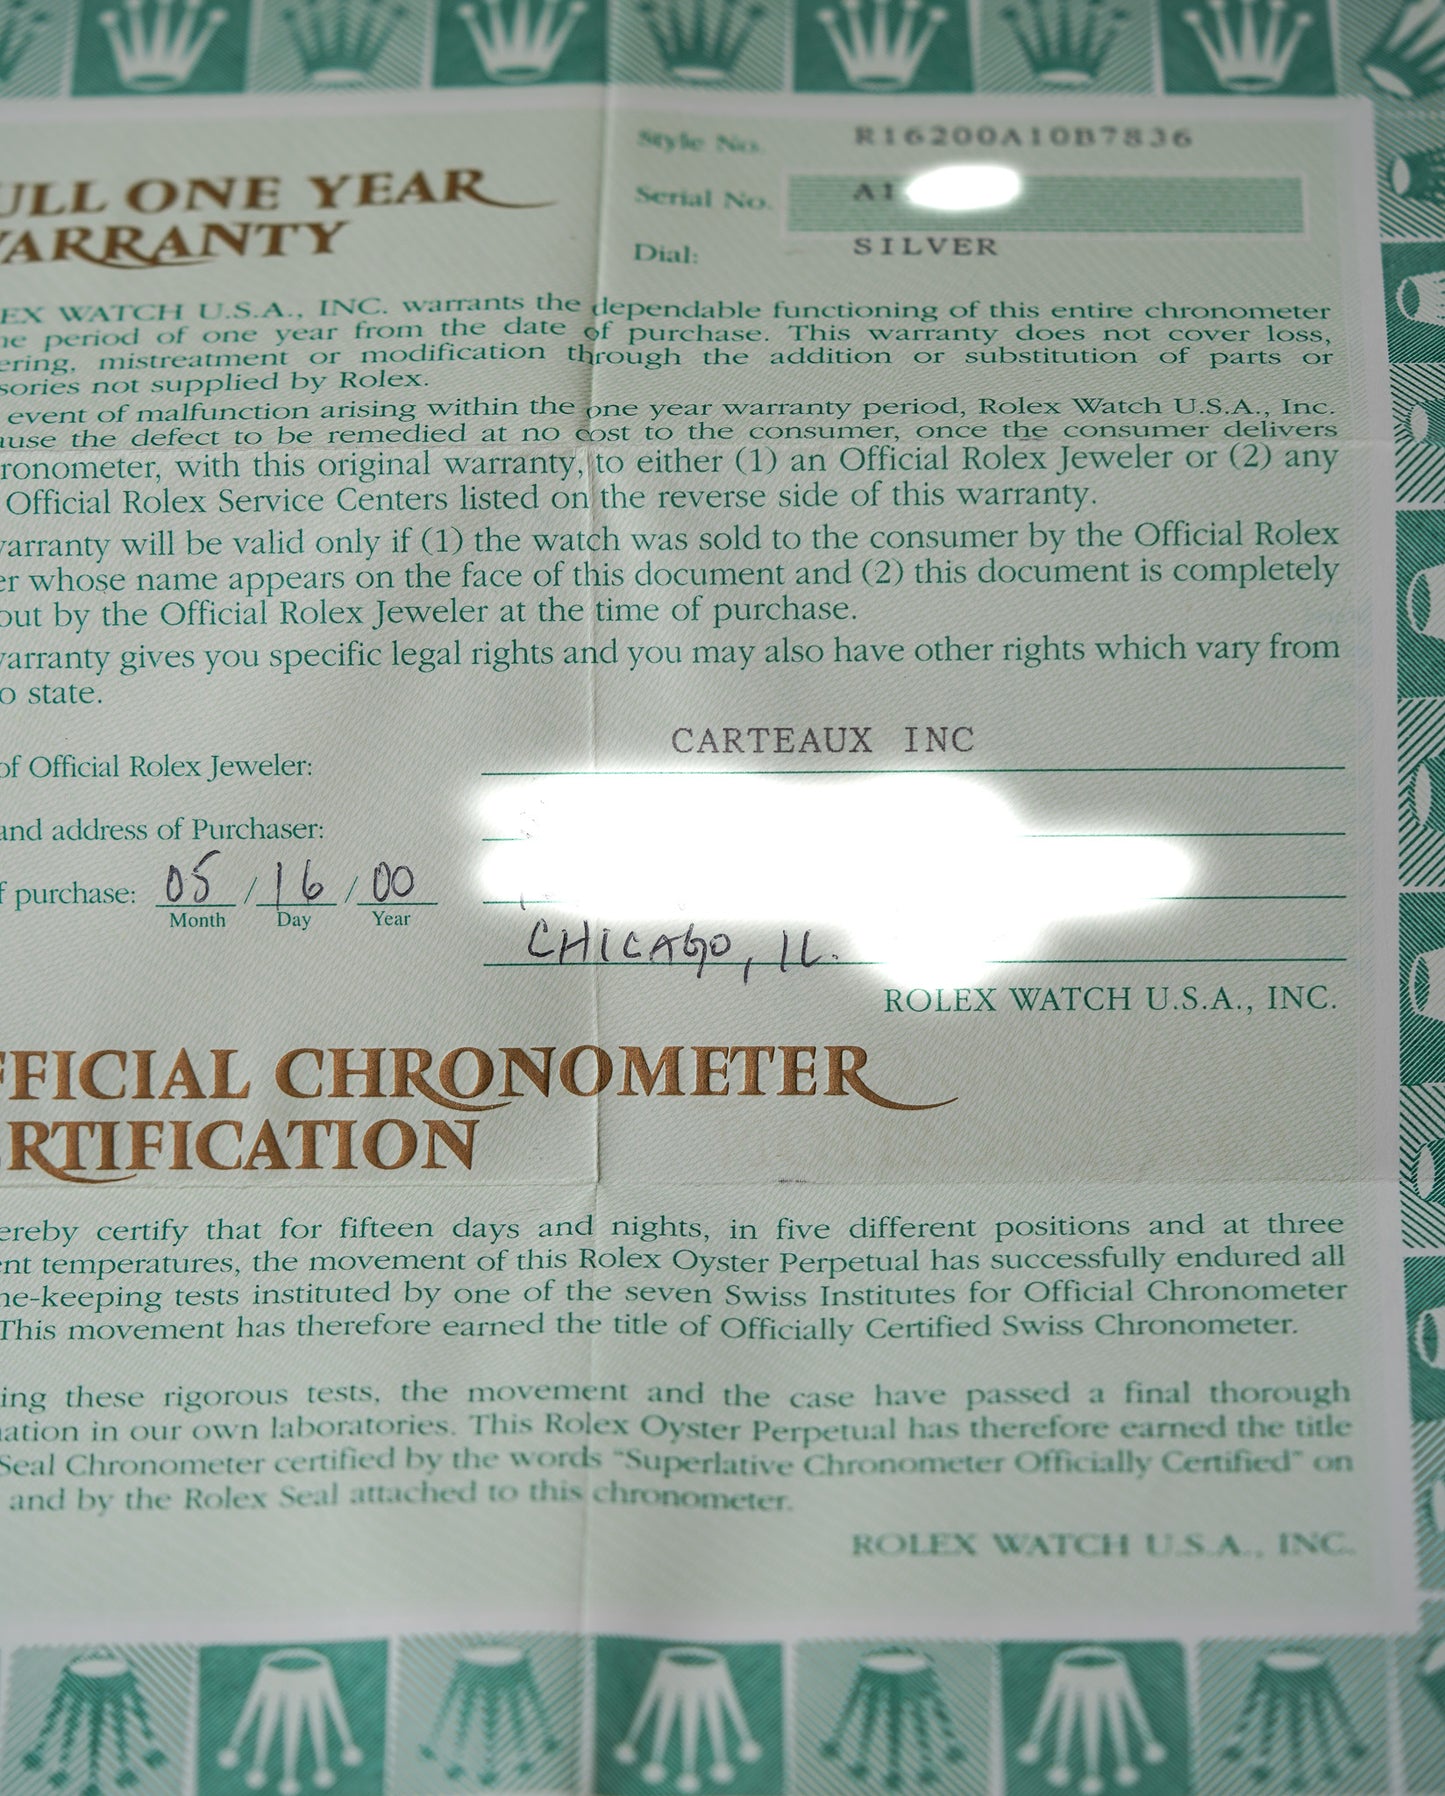 Style No. R16200A10B7836
ULL ONE YEAR
ARRANTY
Serial No. A1
Dial: SILVER
EX WATCH U.S.A., INC. warrants the dependable functioning of this entire chronometer
e period of one year from the date of purchase. This warranty does not cover loss,
ering, mistreatment or modification through the addition or substitution of parts or
sories not supplied by Rolex.
event of malfunction arising within the one year warranty period, Rolex Watch U.S.A., Inc.
use the defect to be remedied at no cost to the consumer, once the consumer delivers
ronometer, with this original warranty, to either (1) an Official Rolex Jeweler or (2) any
Official Rolex Service Centers listed on the reverse side of this warranty.
arranty will be valid only if (1) the watch was sold to the consumer by the Official Rolex
er whose name appears on the face of this document and (2) this document is completely
out by the Official Rolex Jeweler at the time of purchase.
arranty gives you specific legal rights and you may also have other rights which vary from
o state.
of Official Rolex Jeweler: CARTEAUX INC
and address of Purchaser:
f purchase: 05 / 16 / 00
Month Day Year
CHICAGO, IL.
ROLEX WATCH U.S.A., INC.
FFICIAL CHRONOMETER
ERTIFICATION
ereby certify that for fifteen days and nights, in five different positions and at three
nt temperatures, the movement of this Rolex Oyster Perpetual has successfully endured all
ne-keeping tests instituted by one of the seven Swiss Institutes for Official Chronometer
This movement has therefore earned the title of Officially Certified Swiss Chronometer.
ing these rigorous tests, the movement and the case have passed a final thorough
nation in our own laboratories. This Rolex Oyster Perpetual has therefore earned the title
Seal Chronometer certified by the words "Superlative Chronometer Officially Certified" on
and by the Rolex Seal attached to this chronometer.
ROLEX WATCH U.S.A., INC.